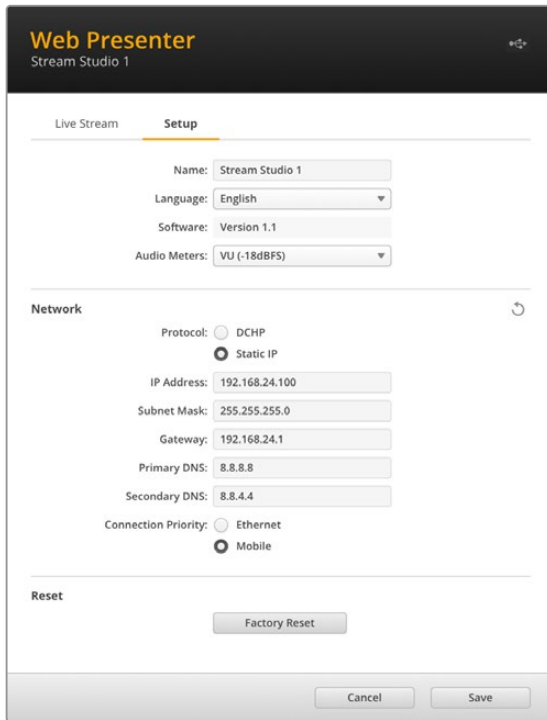 Web Presenter
Stream Studio 1
Live Stream Setup
Name: Stream Studio 1
Language: English
Software: Version 1.1
Audio Meters: VU (-18dBFS)
Network
Protocol: DCHP
Static IP
IP Address: 192.168.24.100
Subnet Mask: 255.255.255.0
Gateway: 192.168.24.1
Primary DNS: 8.8.8.8
Secondary DNS: 8.8.4.4
Connection Priority: Ethernet
Mobile
Reset
Factory Reset
Cancel Save